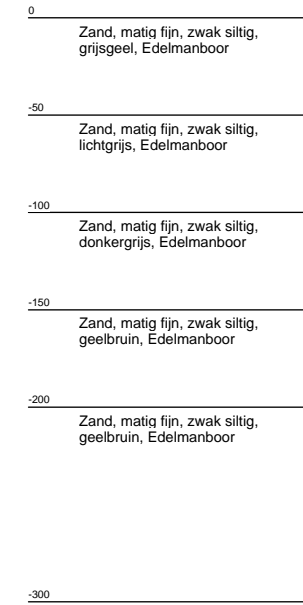 0
Zand, matig fijn, zwak siltig,
grijsgeel, Edelmanboor
-50
Zand, matig fijn, zwak siltig,
lichtgrijs, Edelmanboor
-100
Zand, matig fijn, zwak siltig,
donkergrijs, Edelmanboor
-150
Zand, matig fijn, zwak siltig,
geelbruin, Edelmanboor
-200
Zand, matig fijn, zwak siltig,
geelbruin, Edelmanboor
-300